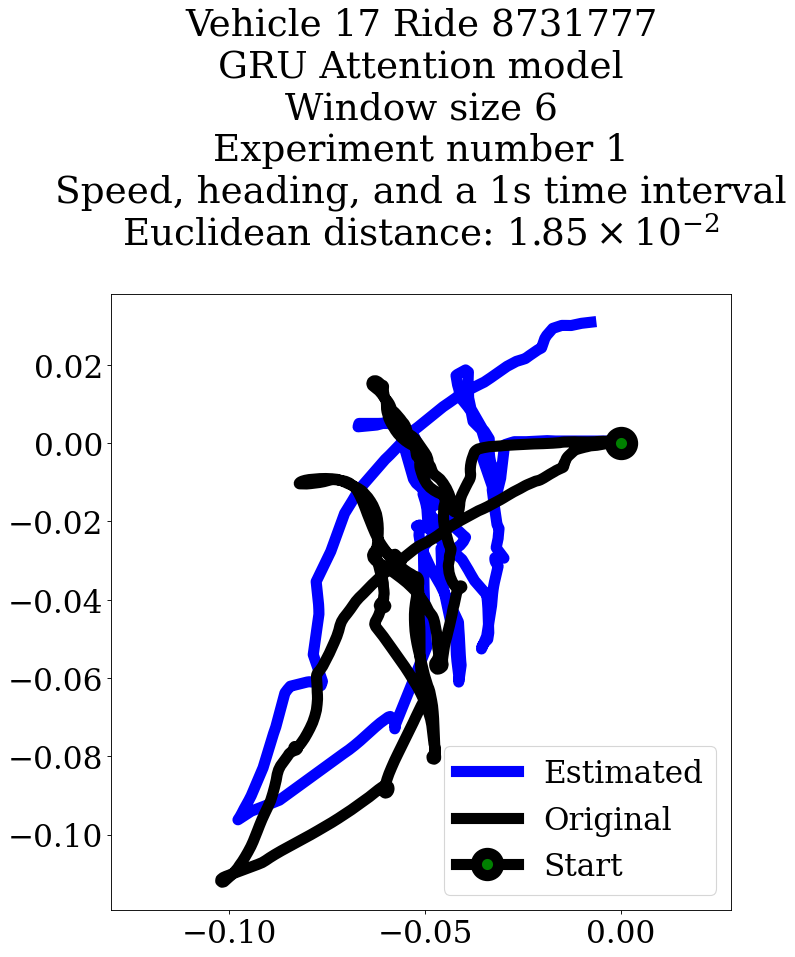 Vehicle 17 Ride 8731777
GRU Attention model
Window size 6
Experiment number 1
Speed, heading, and a 1s time interval
Euclidean distance: 1.85 × 10⁻²
0.02
0.00
−0.02
−0.04
−0.06
−0.08
−0.10
Estimated
Original
Start
−0.10 −0.05 0.00